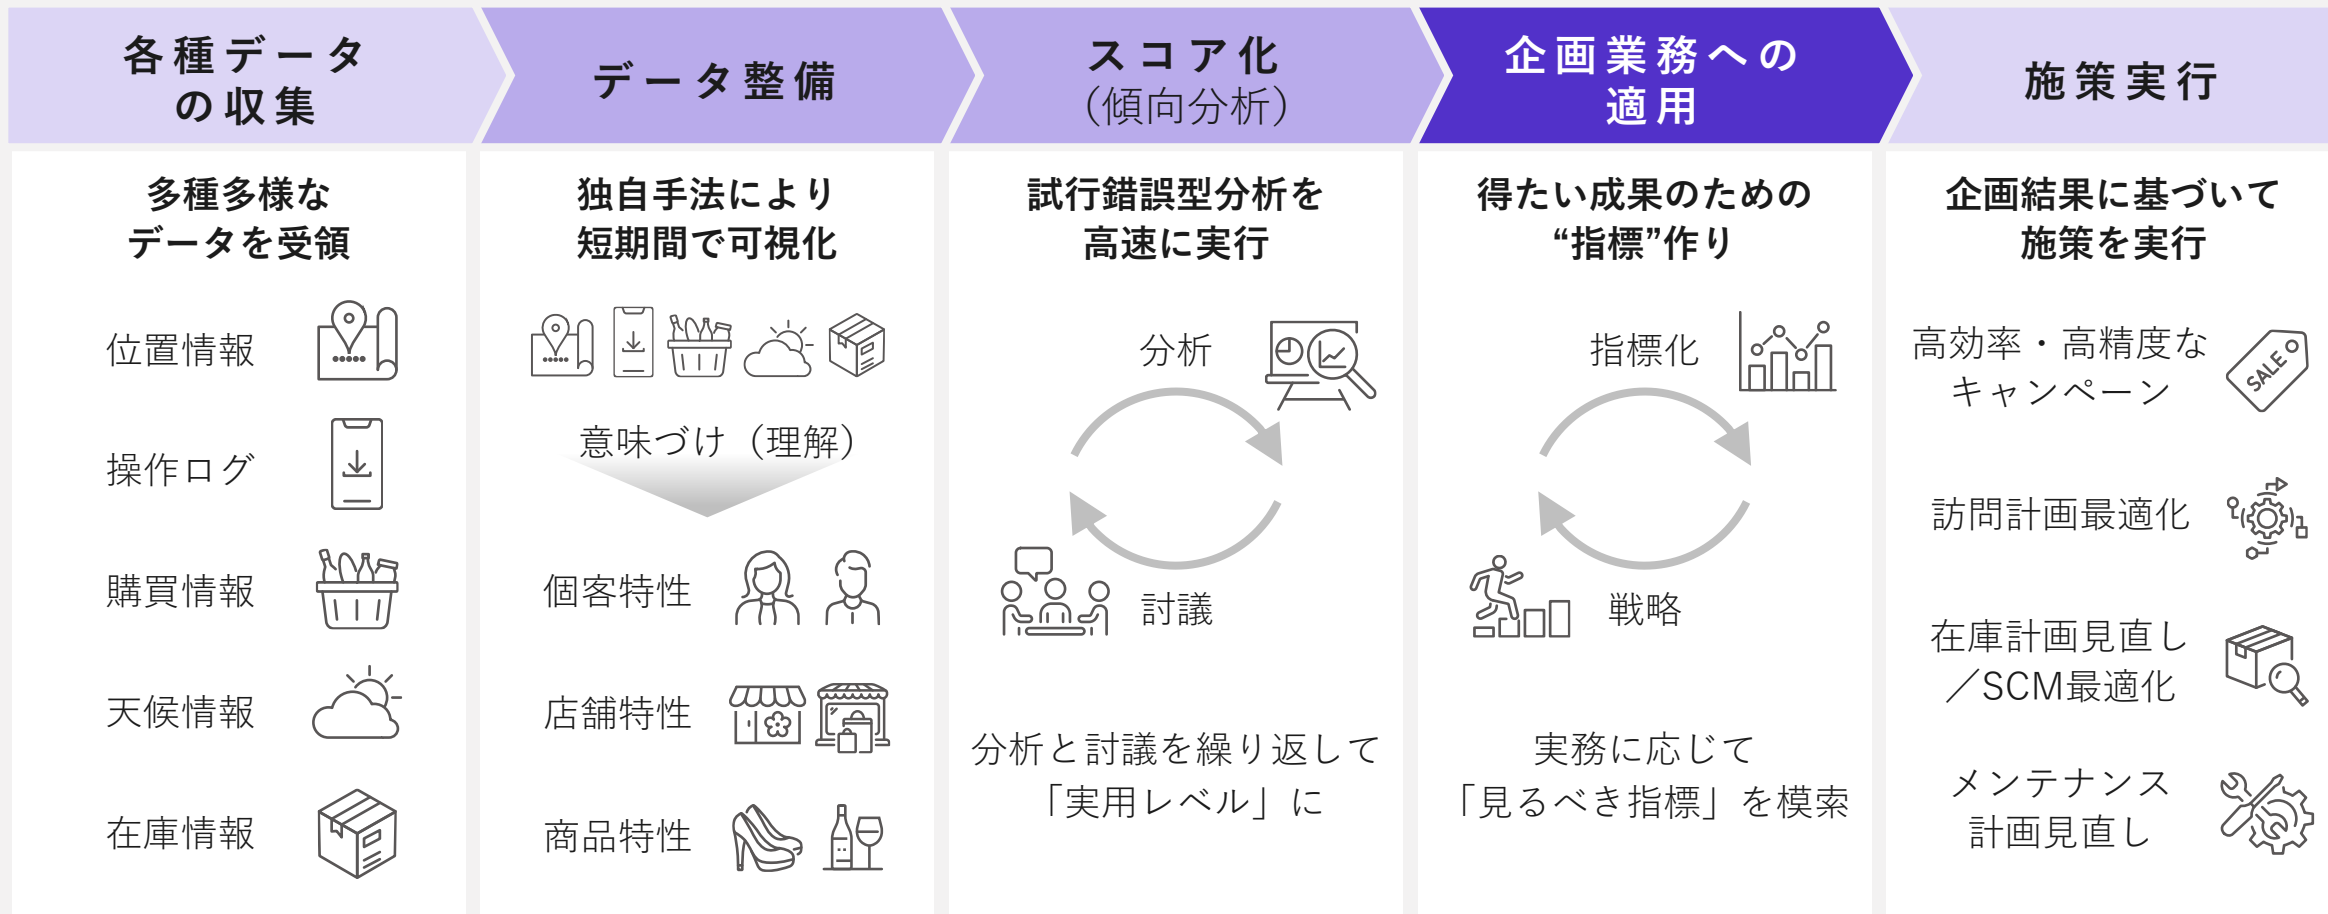 各種データ
の収集
多種多様な
データを受領
位置情報
操作ログ
購買情報
天候情報
在庫情報
データ整備
独自手法により
短期間で可視化
意味づけ（理解）
個客特性
店舗特性
商品特性
スコア化
（傾向分析）
試行錯誤型分析を
高速に実行
分析
討議
分析と討議を繰り返して
「実用レベル」に
企画業務への
適用
得たい成果のための
“指標”作り
指標化
戦略
実務に応じて
「見るべき指標」を模索
施策実行
企画結果に基づいて
施策を実行
高効率・高精度な
キャンペーン
SALE
訪問計画最適化
在庫計画見直し
／SCM最適化
メンテナンス
計画見直し